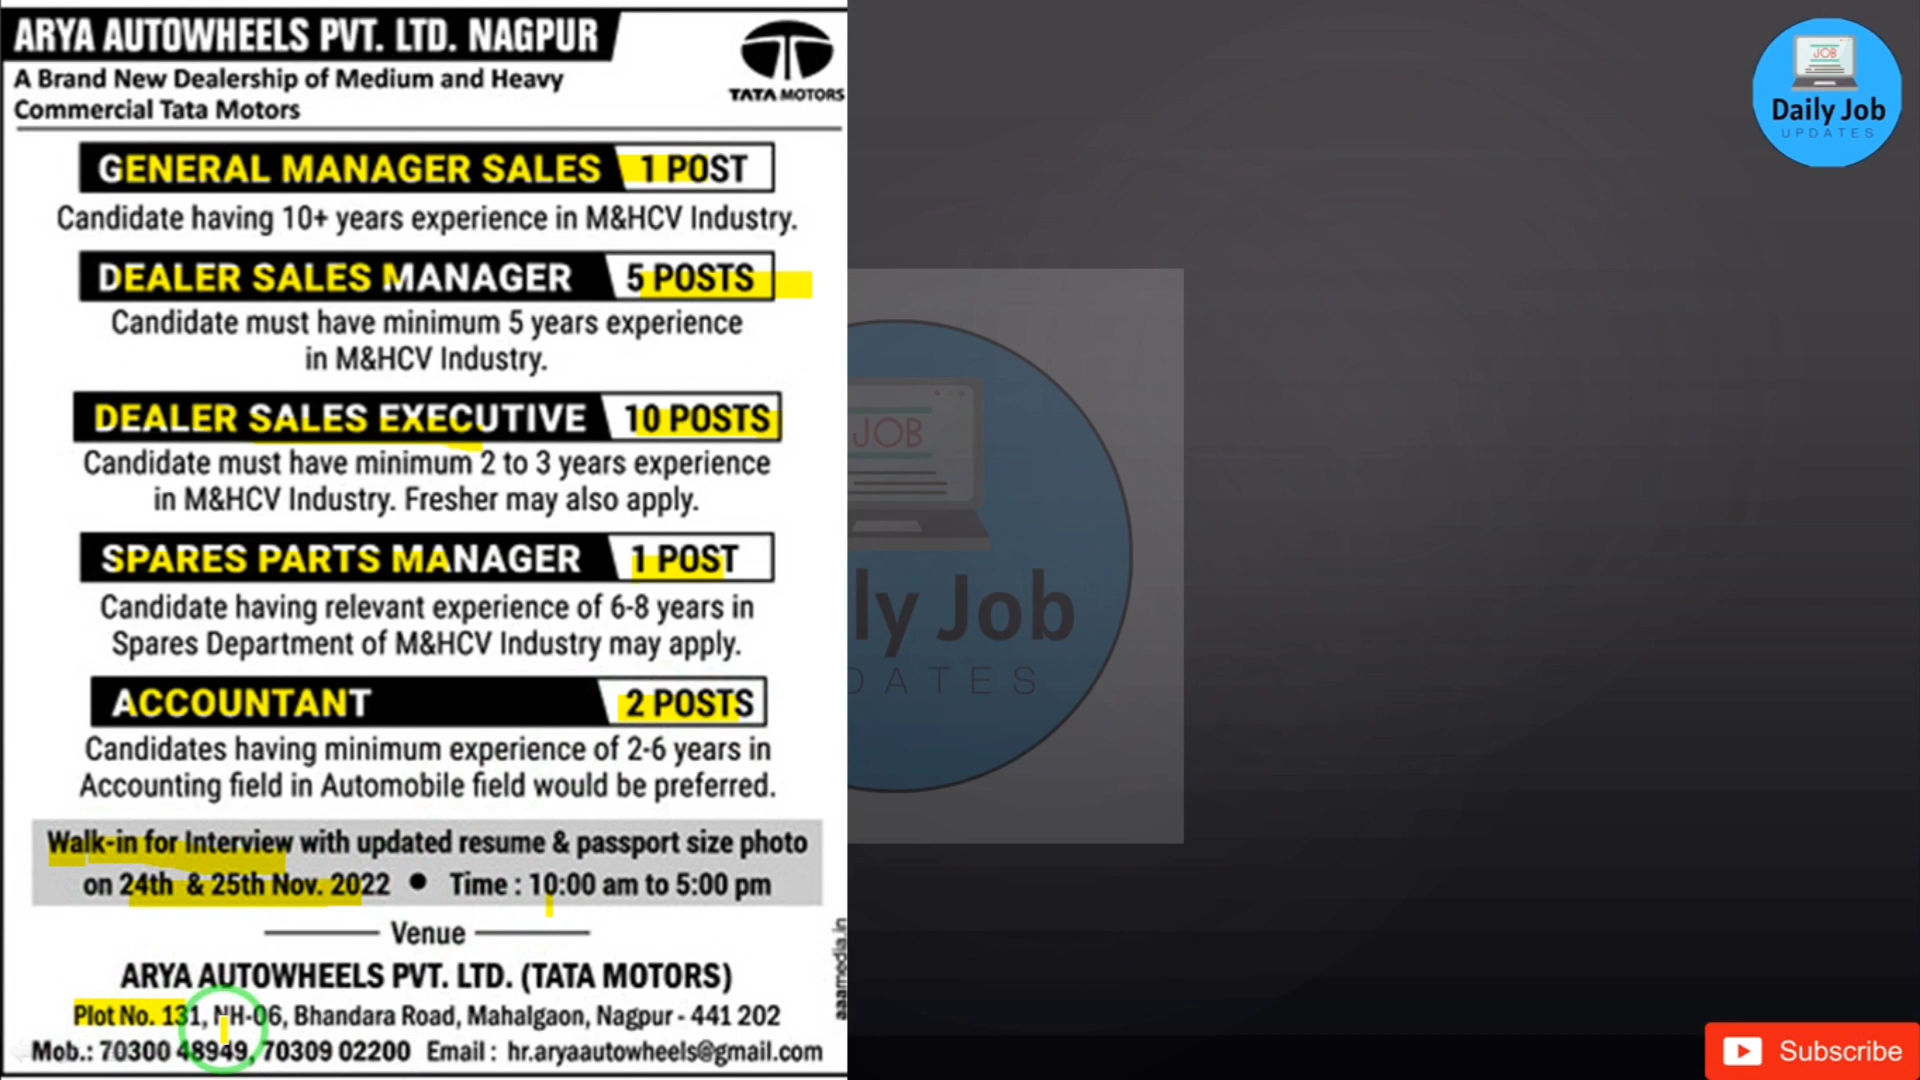 ARYA AUTOWHEELS PVT. LTD. NAGPUR
A Brand New Dealership of Medium and Heavy
Commercial Tata Motors
TATA MOTORS
GENERAL MANAGER SALES 1 POST
Candidate having 10+ years experience in M&HCV Industry.
DEALER SALES MANAGER 5 POSTS
Candidate must have minimum 5 years experience
in M&HCV Industry.
DEALER SALES EXECUTIVE 10 POSTS
Candidate must have minimum 2 to 3 years experience
in M&HCV Industry. Fresher may also apply.
SPARES PARTS MANAGER 1 POST
Candidate having relevant experience of 6-8 years in
Spares Department of M&HCV Industry may apply.
ACCOUNTANT 2 POSTS
Candidates having minimum experience of 2-6 years in
Accounting field in Automobile field would be preferred.
Walk-in for Interview with updated resume & passport size photo
on 24th & 25th Nov. 2022 ● Time : 10:00 am to 5:00 pm
Venue
ARYA AUTOWHEELS PVT. LTD. (TATA MOTORS)
Plot No. 131, NH-06, Bhandara Road, Mahalgaon, Nagpur - 441 202
Mob.: 70300 48949, 70309 02200 Email : hr.aryaautowheels@gmail.com
aaamedia.in
JOB
ly Job
DATES
JOB
Daily Job
UPDATES
Subscribe